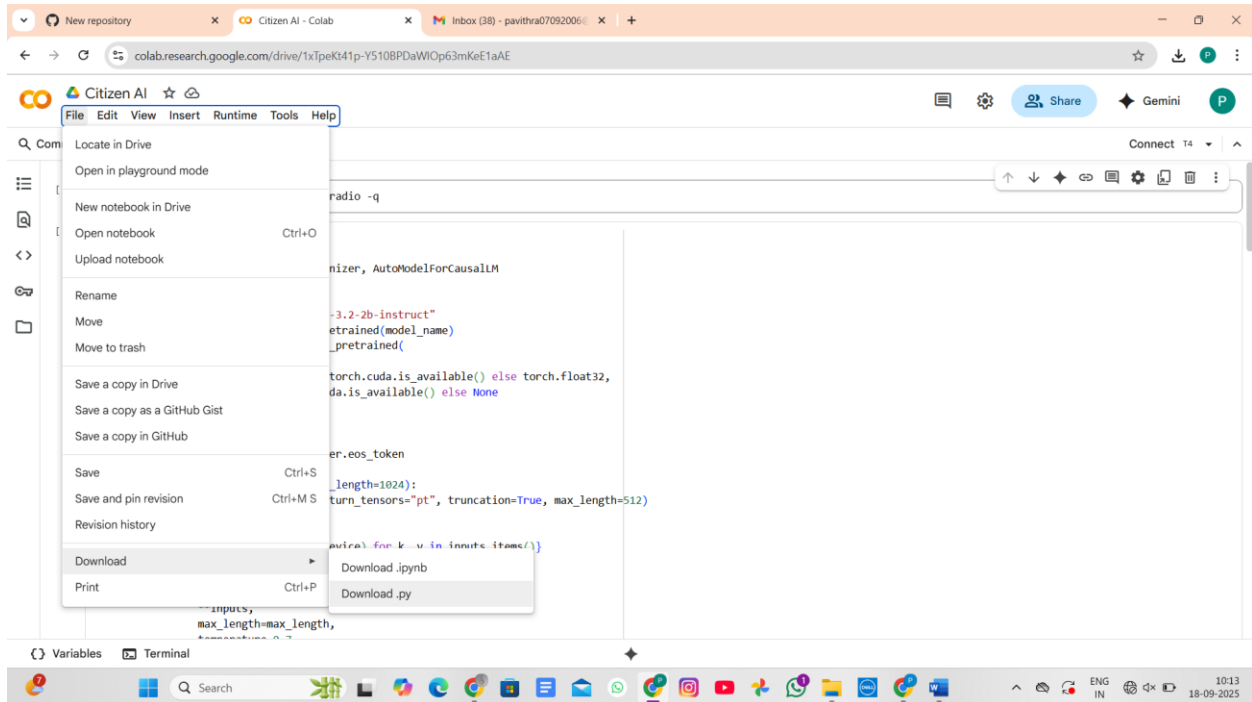 New repository
Citizen AI - Colab
Inbox (38) - pavithra07092006@
colab.research.google.com/drive/1xTpeKt41p-Y510BPDaWlOp63mKeE1aAE
P
CO
Citizen AI
File Edit View Insert Runtime Tools Help
Share
Gemini
P
Com
Connect T4
Locate in Drive
Open in playground mode
New notebook in Drive
Open notebook Ctrl+O
Upload notebook
Rename
Move
Move to trash
Save a copy in Drive
Save a copy as a GitHub Gist
Save a copy in GitHub
Save Ctrl+S
Save and pin revision Ctrl+M S
Revision history
Download
Print Ctrl+P
Download .ipynb
Download .py
radio -q
nizer, AutoModelForCausalLM
-3.2-2b-instruct"
etrained(model_name)
_pretrained(
torch.cuda.is_available() else torch.float32,
da.is_available() else None
er.eos_token
_length=1024):
turn_tensors="pt", truncation=True, max_length=512)
evice) for k, v in inputs.items()}
**inputs,
max_length=max_length,
Variables Terminal
Search
ENG
IN
10:13
18-09-2025